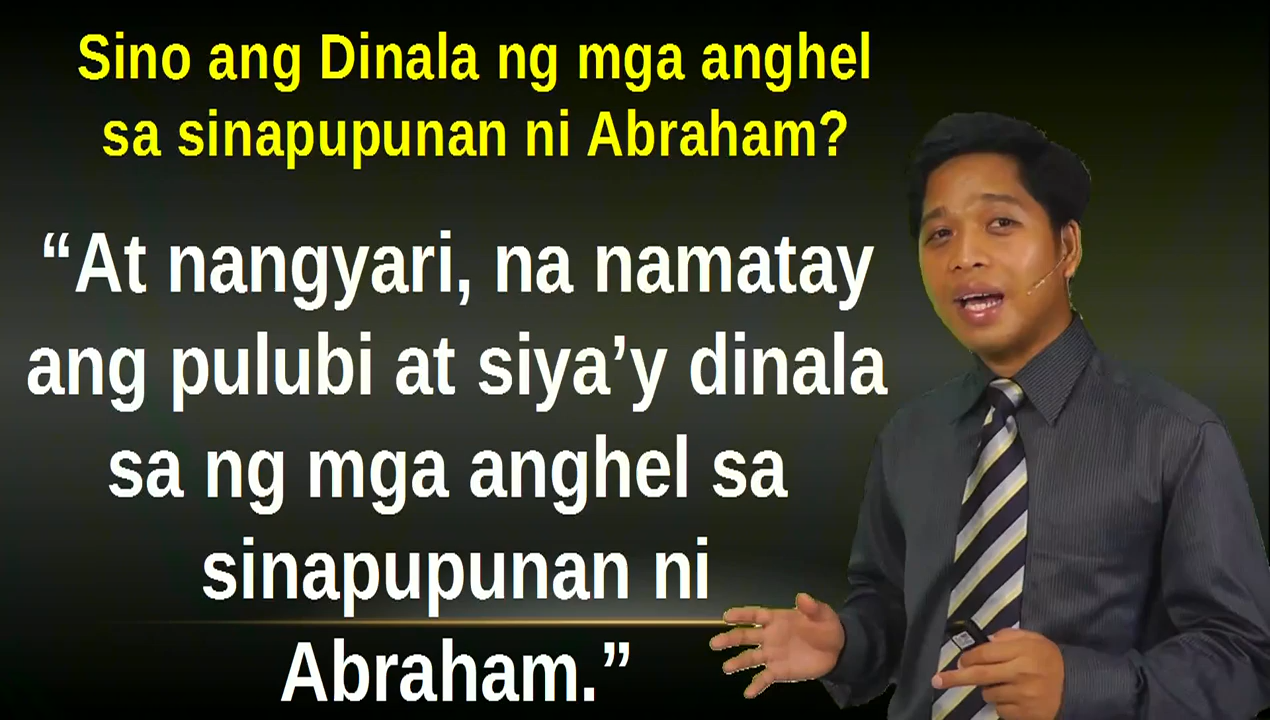 Sino ang Dinala ng mga anghel
sa sinapupunan ni Abraham?
“At nangyari, na namatay
ang pulubi at siya’y dinala
sa ng mga anghel sa
sinapupunan ni
Abraham.”